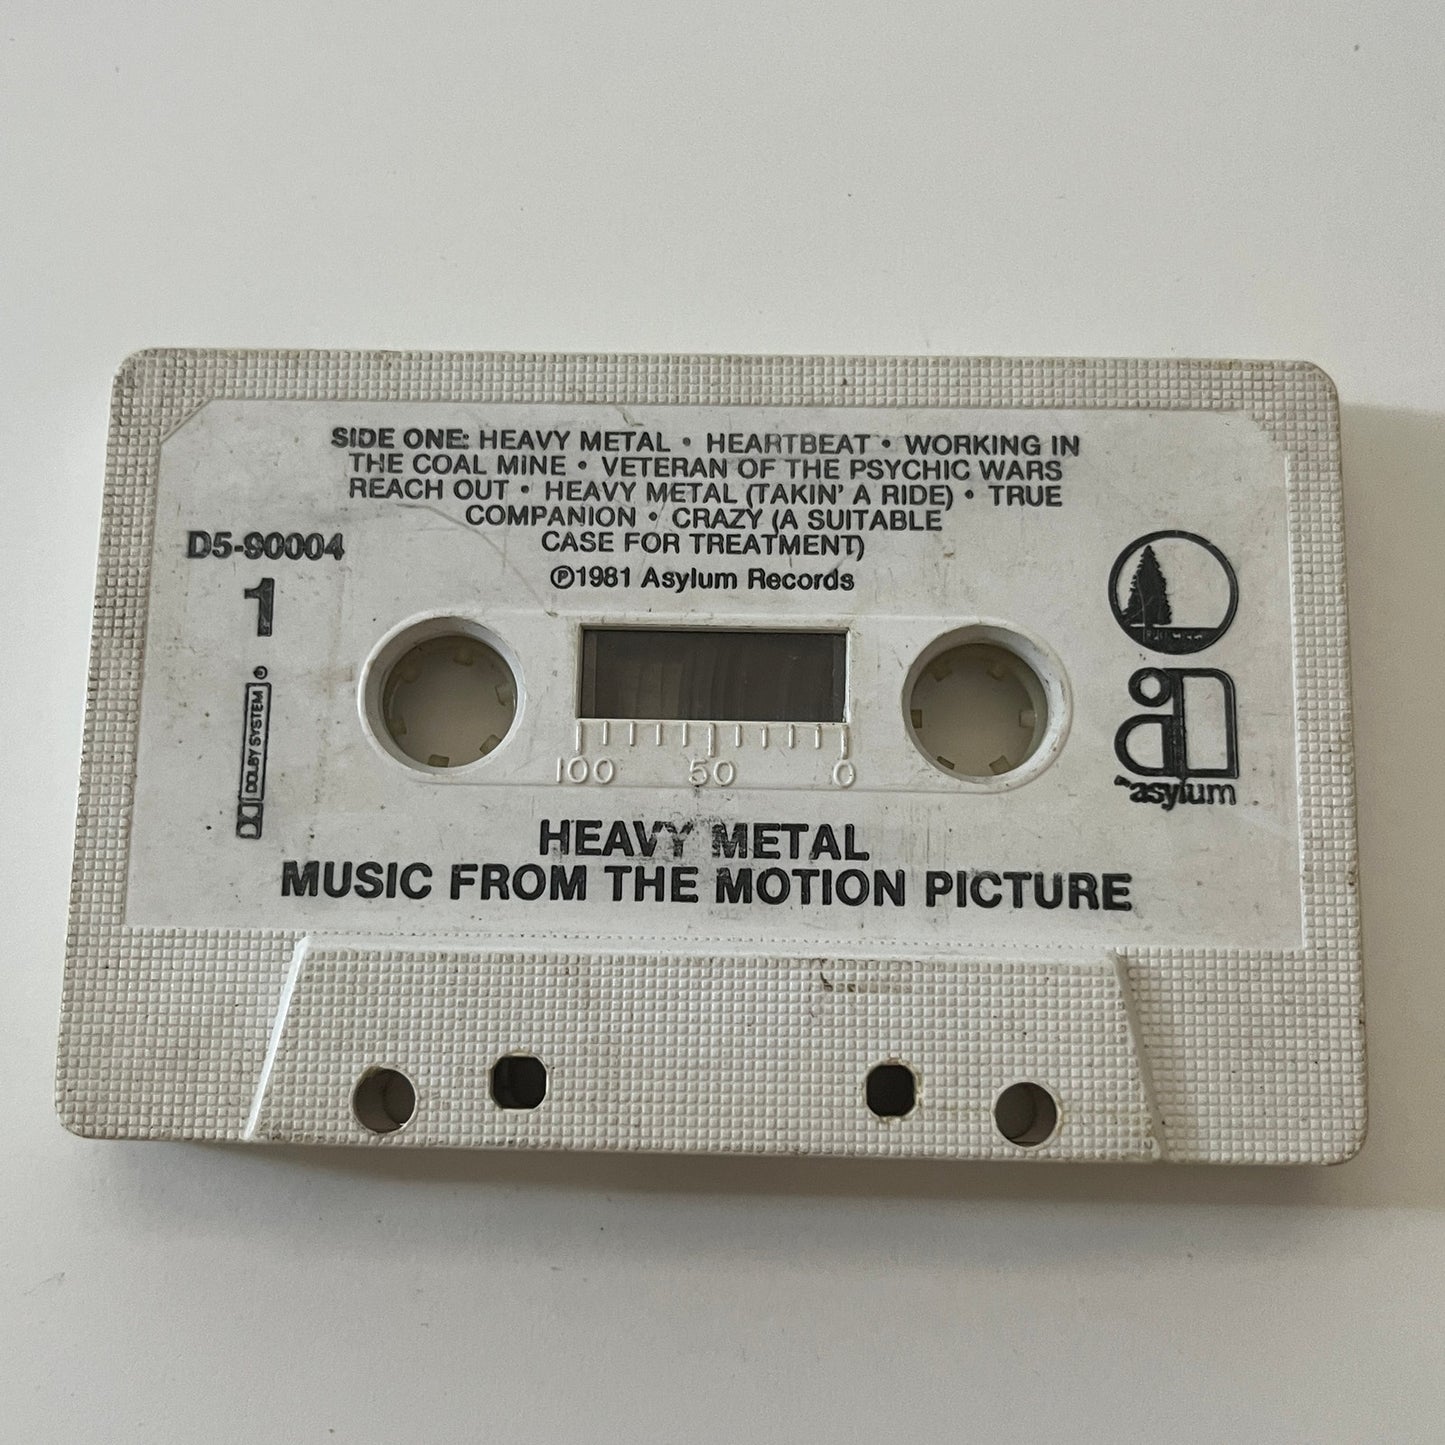 SIDE ONE: HEAVY METAL • HEARTBEAT • WORKING IN
THE COAL MINE • VETERAN OF THE PSYCHIC WARS
REACH OUT • HEAVY METAL (TAKIN' A RIDE) • TRUE
COMPANION • CRAZY (A SUITABLE
CASE FOR TREATMENT)
℗1981 Asylum Records
D5-90004
1
DOLBY SYSTEM
100 50 0
asylum
HEAVY METAL
MUSIC FROM THE MOTION PICTURE